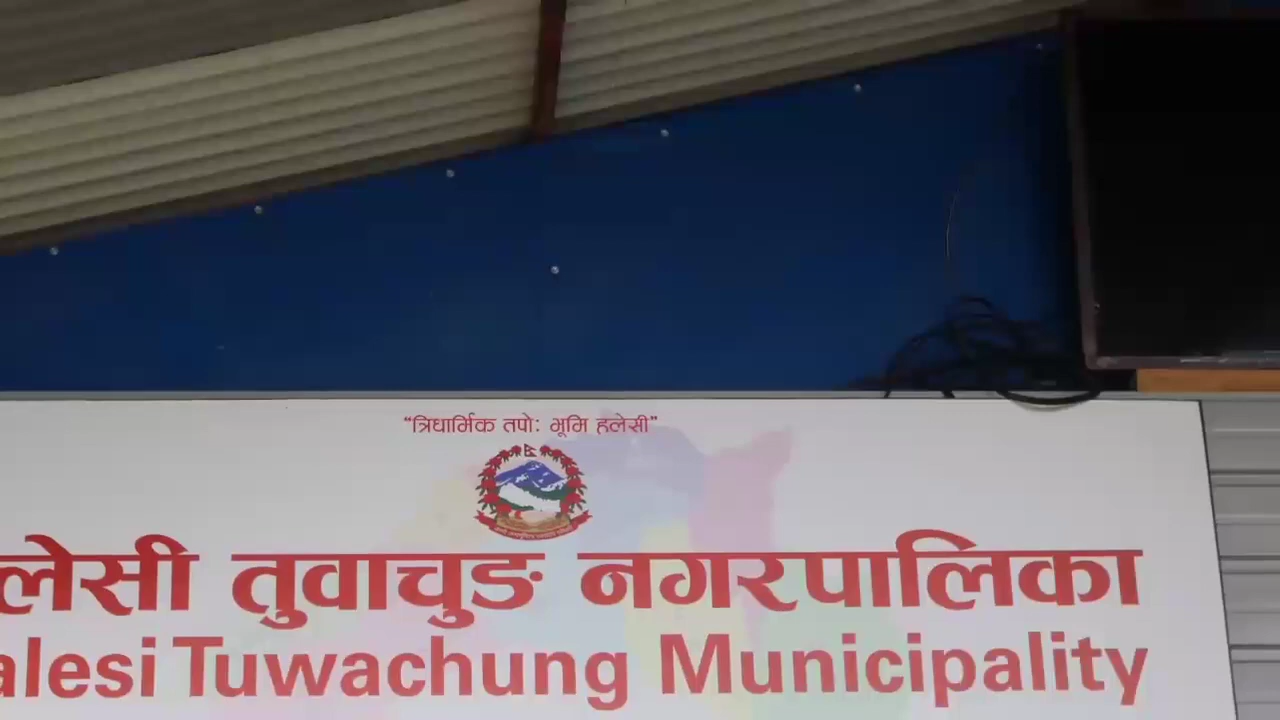 “त्रिधार्मिक तपो: भूमि हलेसी”
लेसी तुवाचुङ नगरपालिका
alesi Tuwachung Municipality